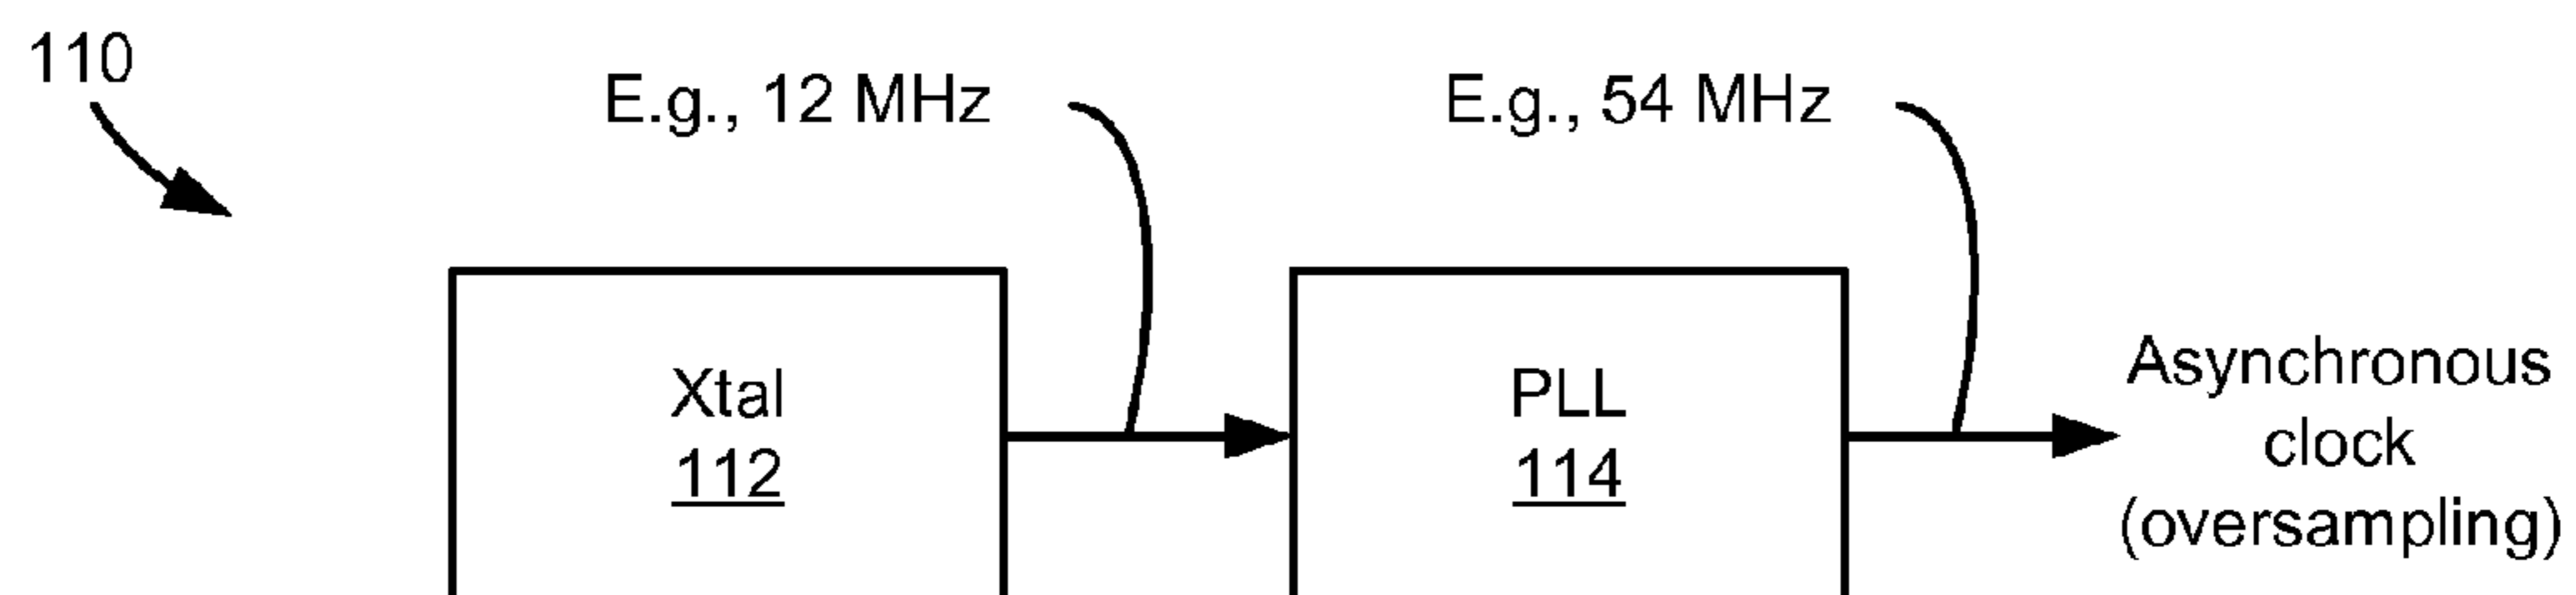 110
E.g., 12 MHz
E.g., 54 MHz
Xtal
112
PLL
114
Asynchronous
clock
(oversampling)